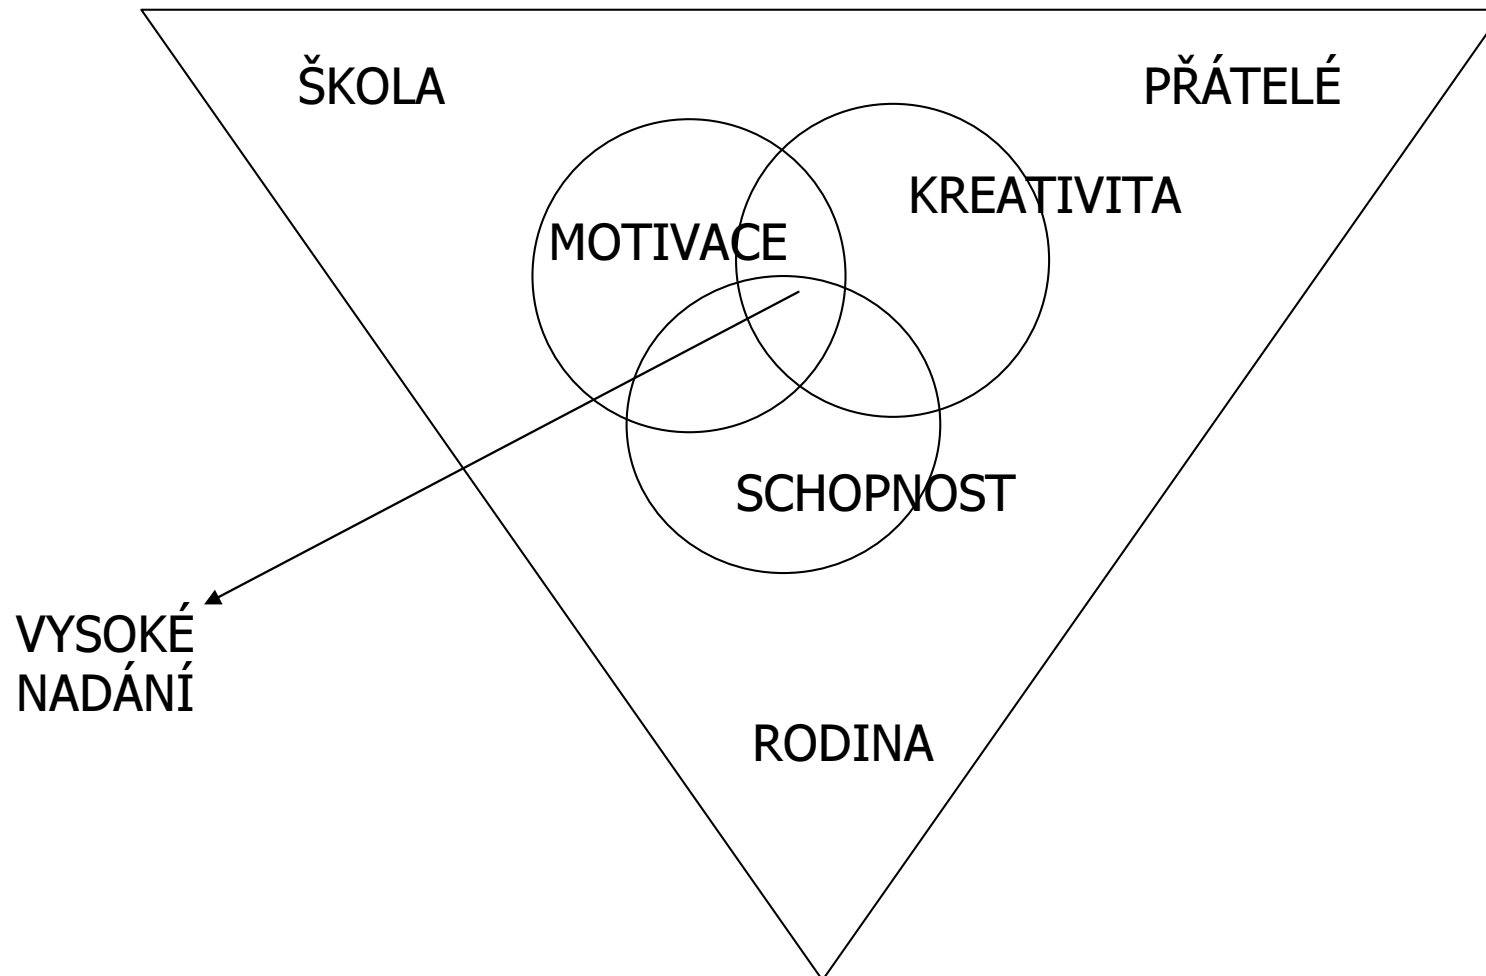 ŠKOLA
PŘÁTELÉ
KREATIVITA
MOTIVACE
SCHOPNOST
VYSOKÉ
NADÁNÍ
RODINA